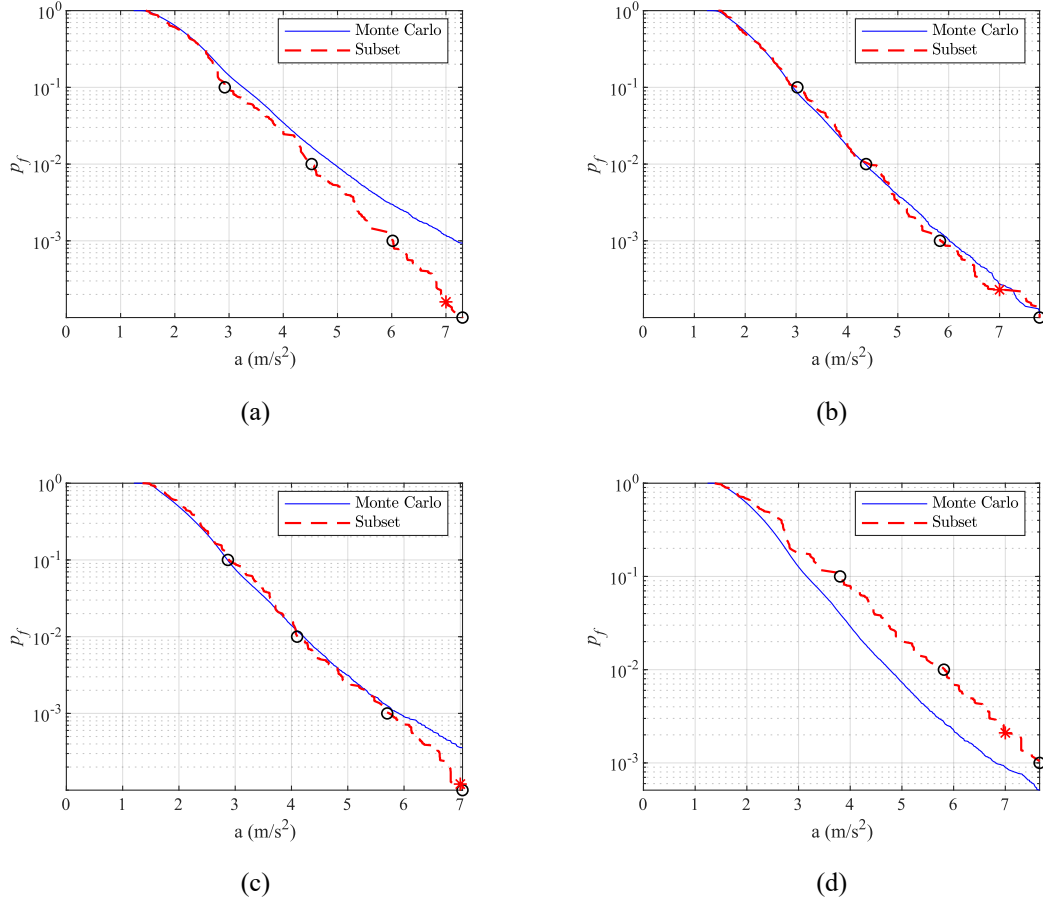 10^0
10^-1
10^-2
10^-3
p_f
0 1 2 3 4 5 6 7
a (m/s^2)
Monte Carlo
Subset
(a)
10^0
10^-1
10^-2
10^-3
p_f
0 1 2 3 4 5 6 7
a (m/s^2)
Monte Carlo
Subset
(b)
10^0
10^-1
10^-2
10^-3
p_f
0 1 2 3 4 5 6 7
a (m/s^2)
Monte Carlo
Subset
(c)
10^0
10^-1
10^-2
10^-3
p_f
0 1 2 3 4 5 6 7
a (m/s^2)
Monte Carlo
Subset
(d)